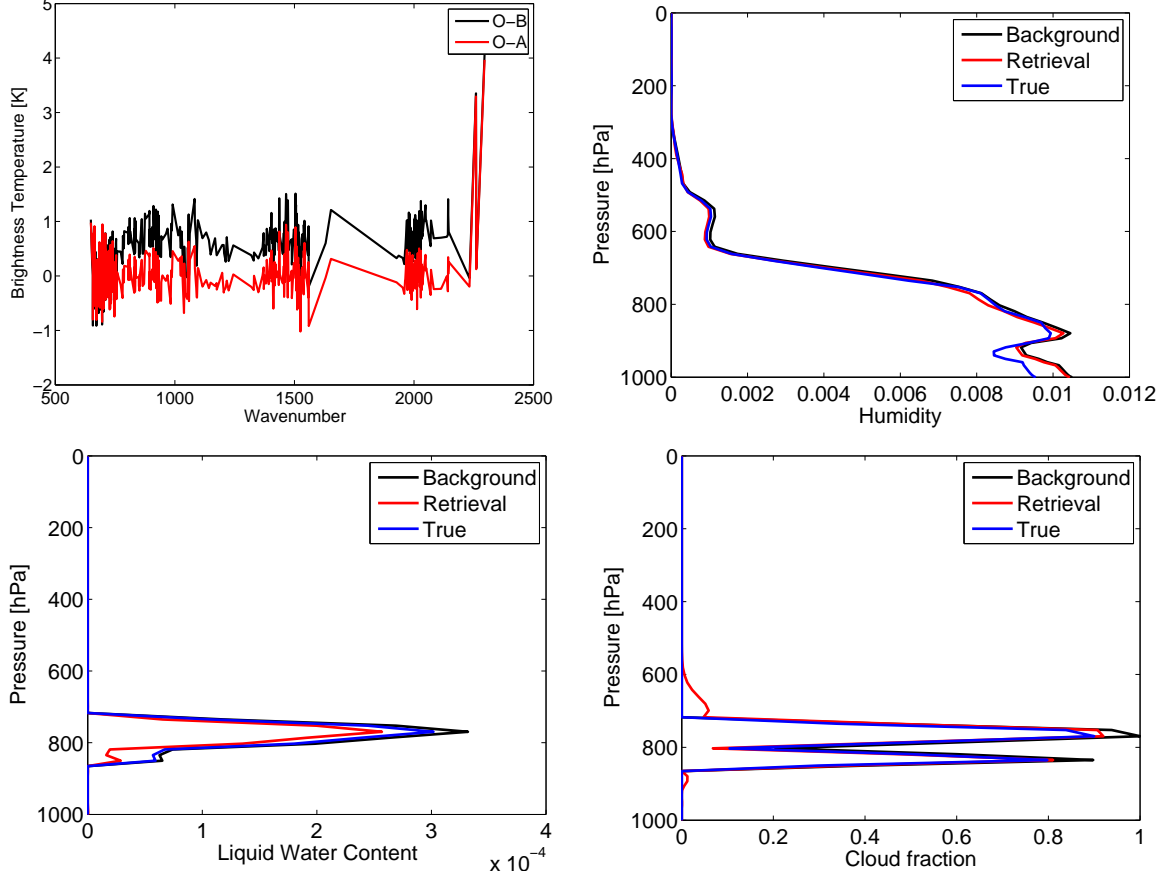 5
4
3
2
1
0
−1
−2
500
1000
1500
2000
2500
Brightness Temperature [K]
Wavenumber
O−B
O−A
0
200
400
600
800
1000
0
0.002
0.004
0.006
0.008
0.01
0.012
Pressure [hPa]
Humidity
Background
Retrieval
True
0
200
400
600
800
1000
0
1
2
3
4
Pressure [hPa]
Liquid Water Content
x 10−4
Background
Retrieval
True
0
200
400
600
800
1000
0
0.2
0.4
0.6
0.8
1
Pressure [hPa]
Cloud fraction
Background
Retrieval
True